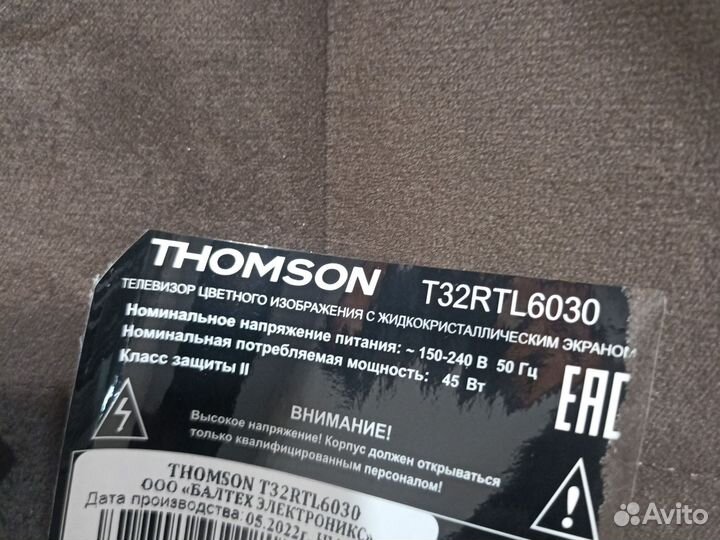 THOMSON T32RTL6030
ТЕЛЕВИЗОР ЦВЕТНОГО ИЗОБРАЖЕНИЯ С ЖИДКОКРИСТАЛЛИЧЕСКИМ ЭКРАНОМ
Номинальное напряжение питания: ~ 150-240 В 50 Гц
Номинальная потребляемая мощность: 45 Вт
Класс защиты II
EAC
ВНИМАНИЕ!
Высокое напряжение! Корпус должен открываться
только квалифицированным персоналом!
THOMSON T32RTL6030
ООО «БАЛТЕХ ЭЛЕКТРОНИКС»
Дата производства: 05.2022г.
Avito